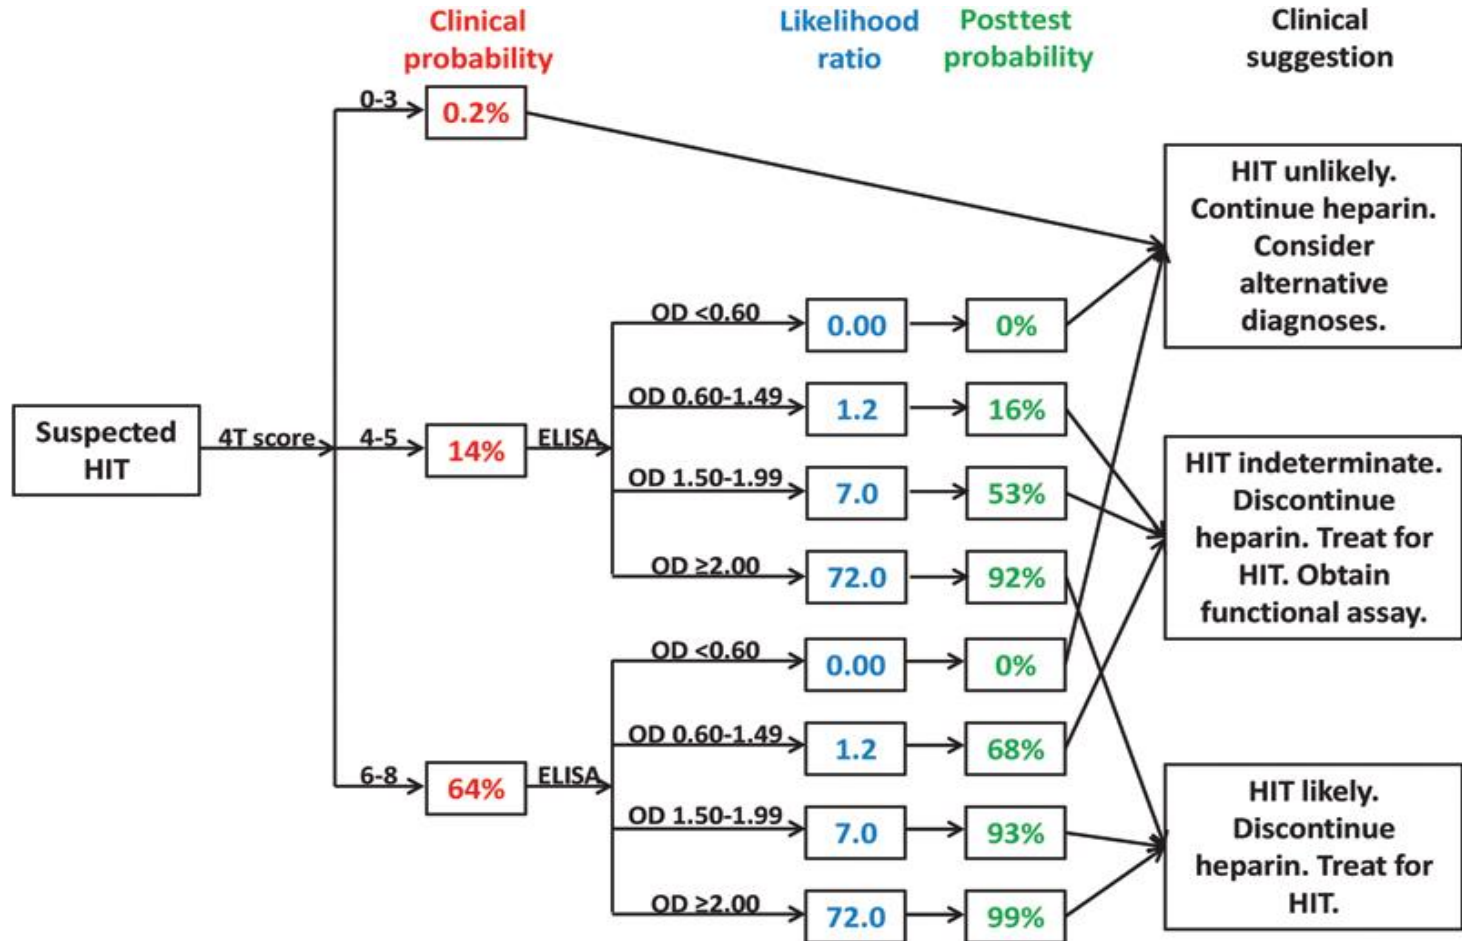 Clinical
probability
Likelihood
ratio
Posttest
probability
Clinical
suggestion
0-3
0.2%
HIT unlikely.
Continue heparin.
Consider
alternative
diagnoses.
OD <0.60
0.00
0%
OD 0.60-1.49
1.2
16%
Suspected
HIT
4T score
4-5
14%
ELISA
OD 1.50-1.99
7.0
53%
OD ≥2.00
72.0
92%
HIT indeterminate.
Discontinue
heparin. Treat for
HIT. Obtain
functional assay.
OD <0.60
0.00
0%
OD 0.60-1.49
1.2
68%
6-8
64%
ELISA
OD 1.50-1.99
7.0
93%
OD ≥2.00
72.0
99%
HIT likely.
Discontinue
heparin. Treat for
HIT.